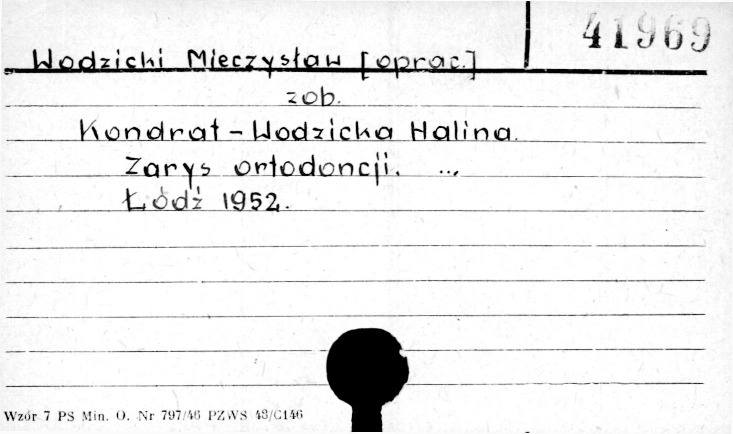 41969
Wodzicki Mieczysław [oprac.]
zob.
Kondrat-Wodzicka Halina.
Zarys ortodoncji. ...
Łódź 1952.
Wzór 7 PS Min. O. Nr 797/46 PZWS 48/C146